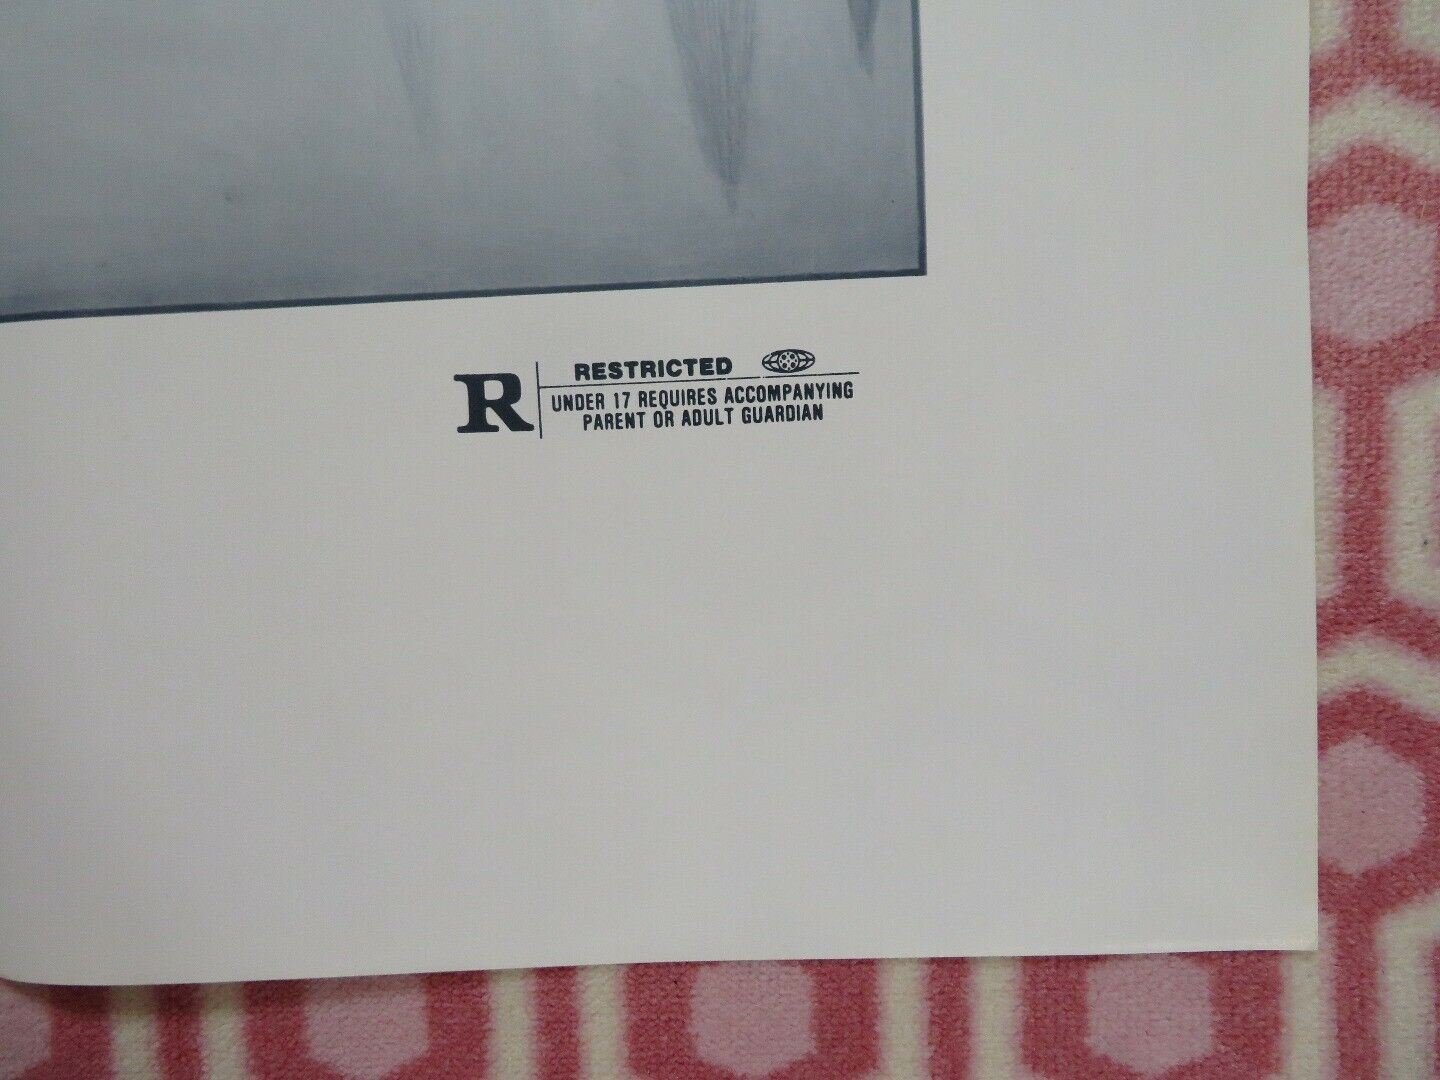 R
RESTRICTED
UNDER 17 REQUIRES ACCOMPANYING
PARENT OR ADULT GUARDIAN